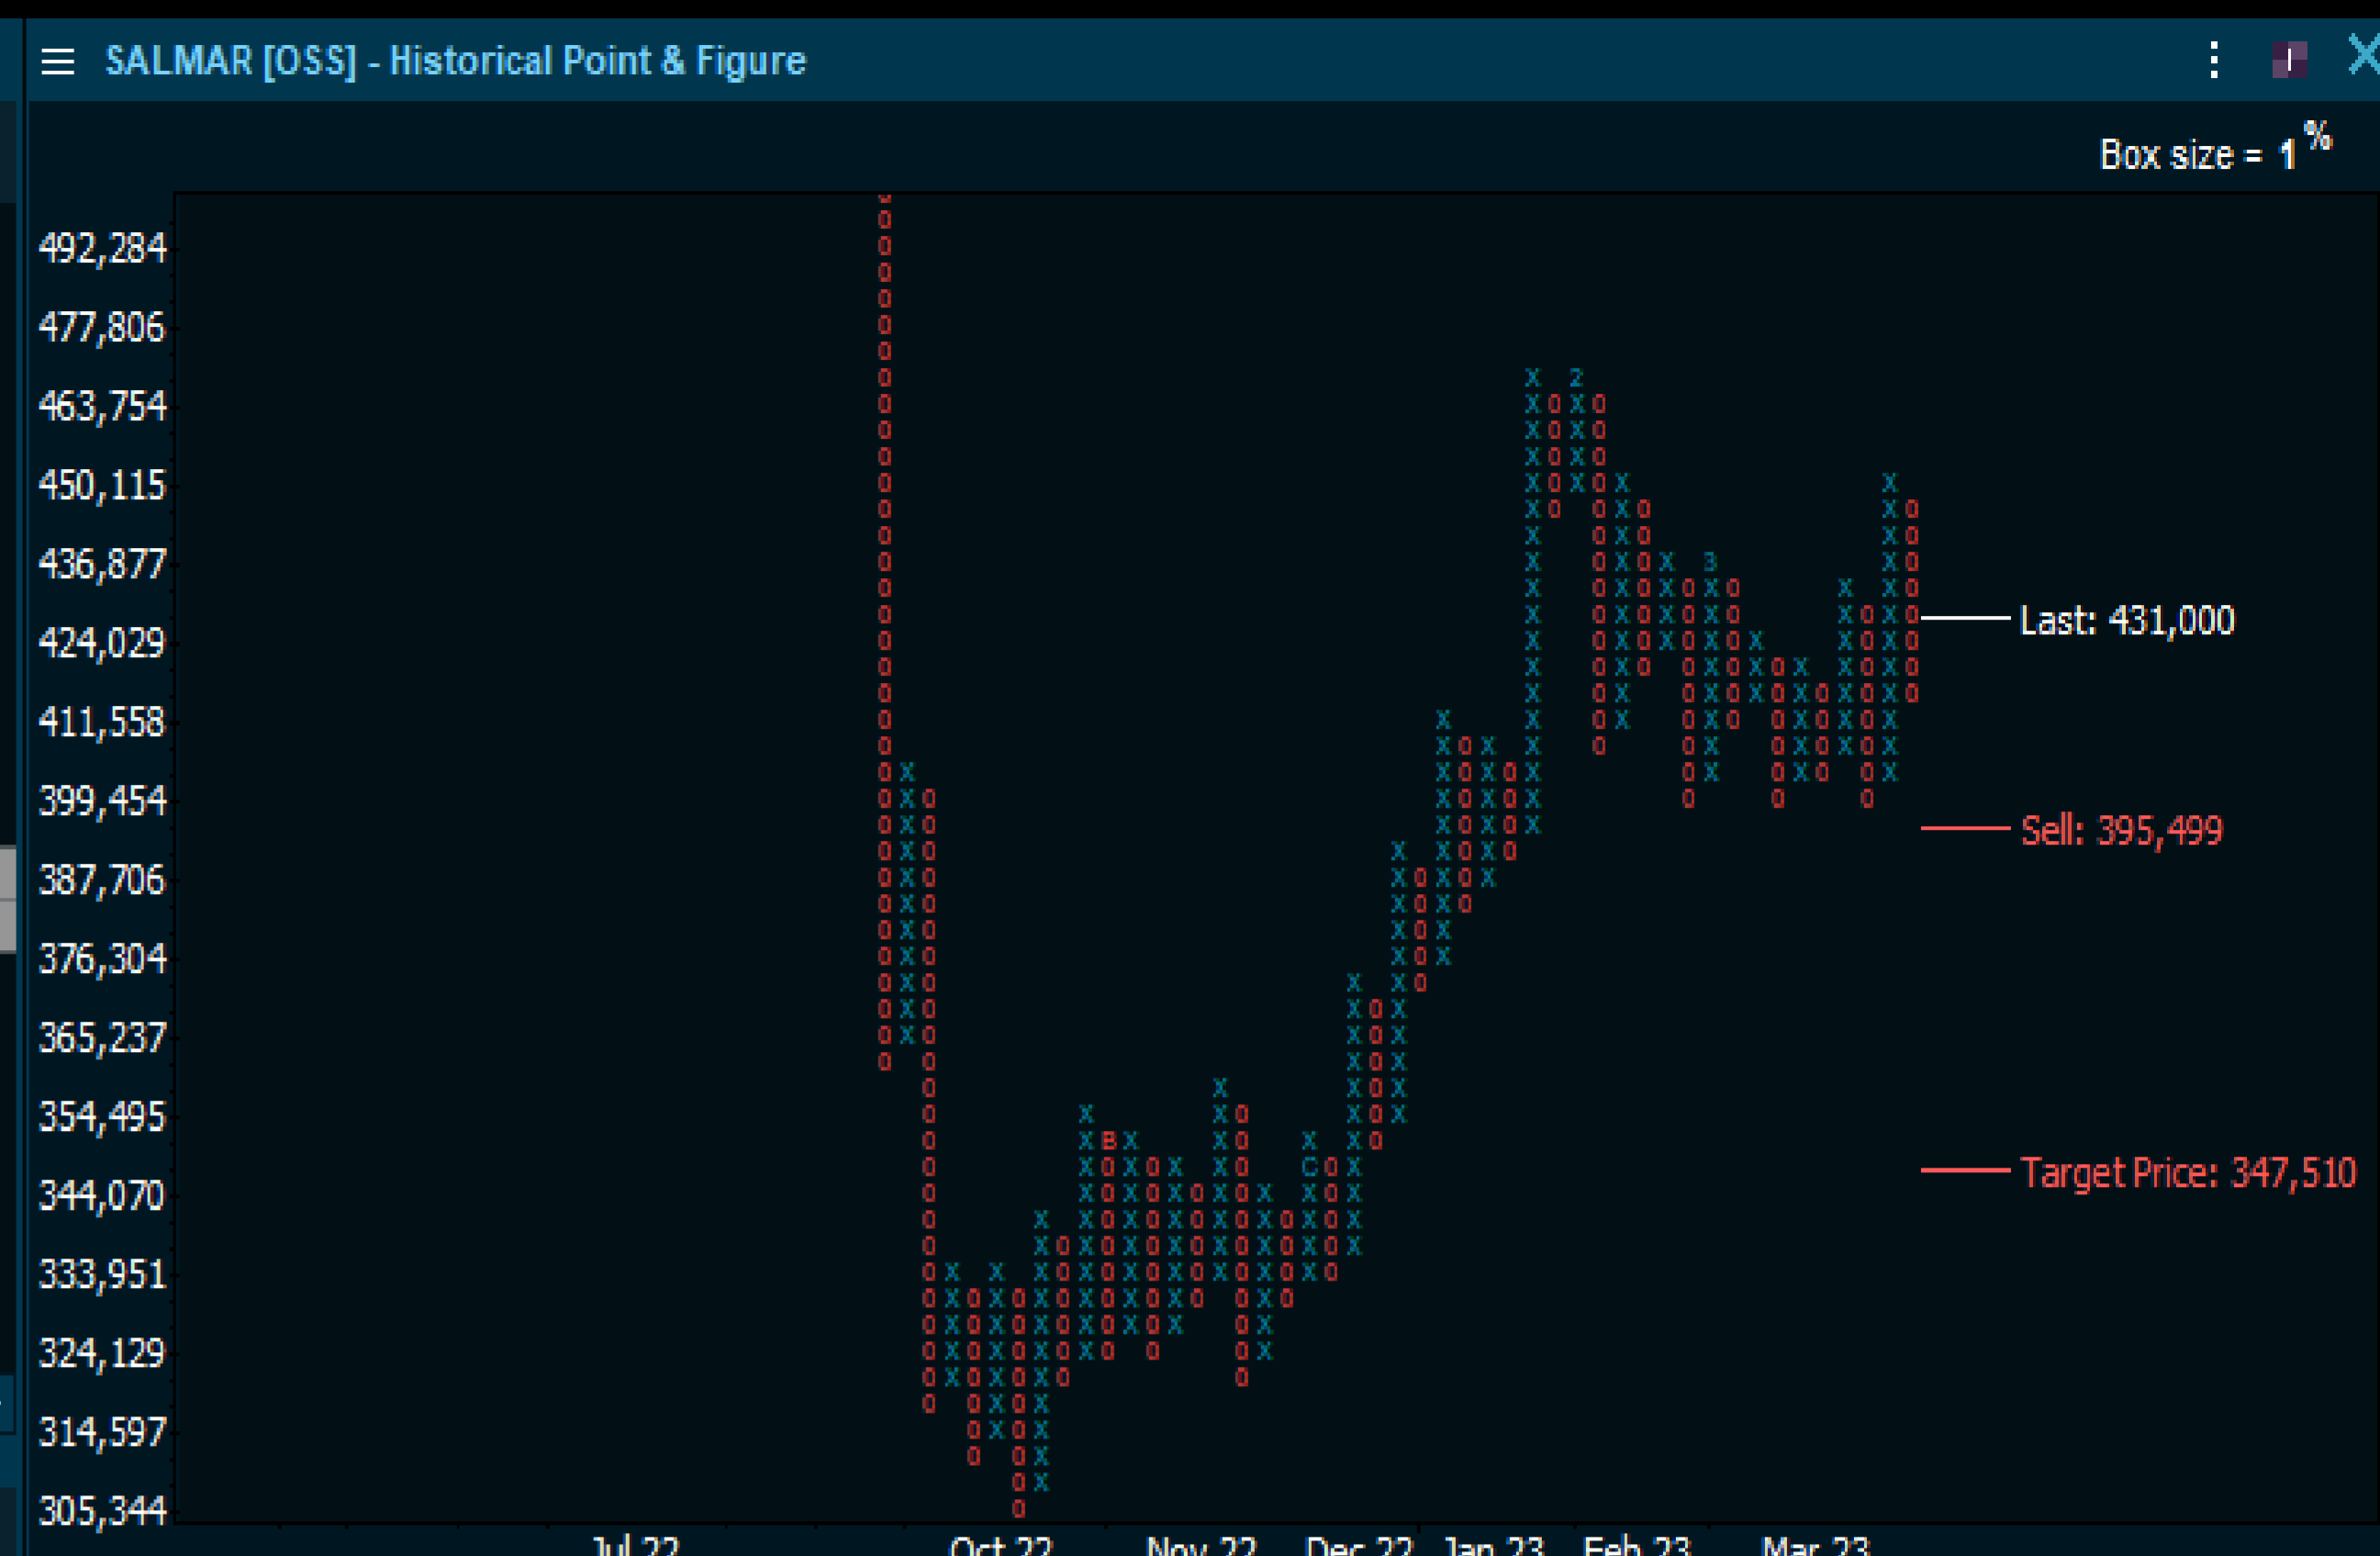 SALMAR [OSS] - Historical Point & Figure
Box size = 1%
492,284
477,806
463,754
450,115
436,877
424,029
411,558
399,454
387,706
376,304
365,237
354,495
344,070
333,951
324,129
314,597
305,344
Last: 431,000
Sell: 395,499
Target Price: 347,510
Jul 22 Oct 22 Nov 22 Dec 22 Jan 23 Feb 23 Mar 23